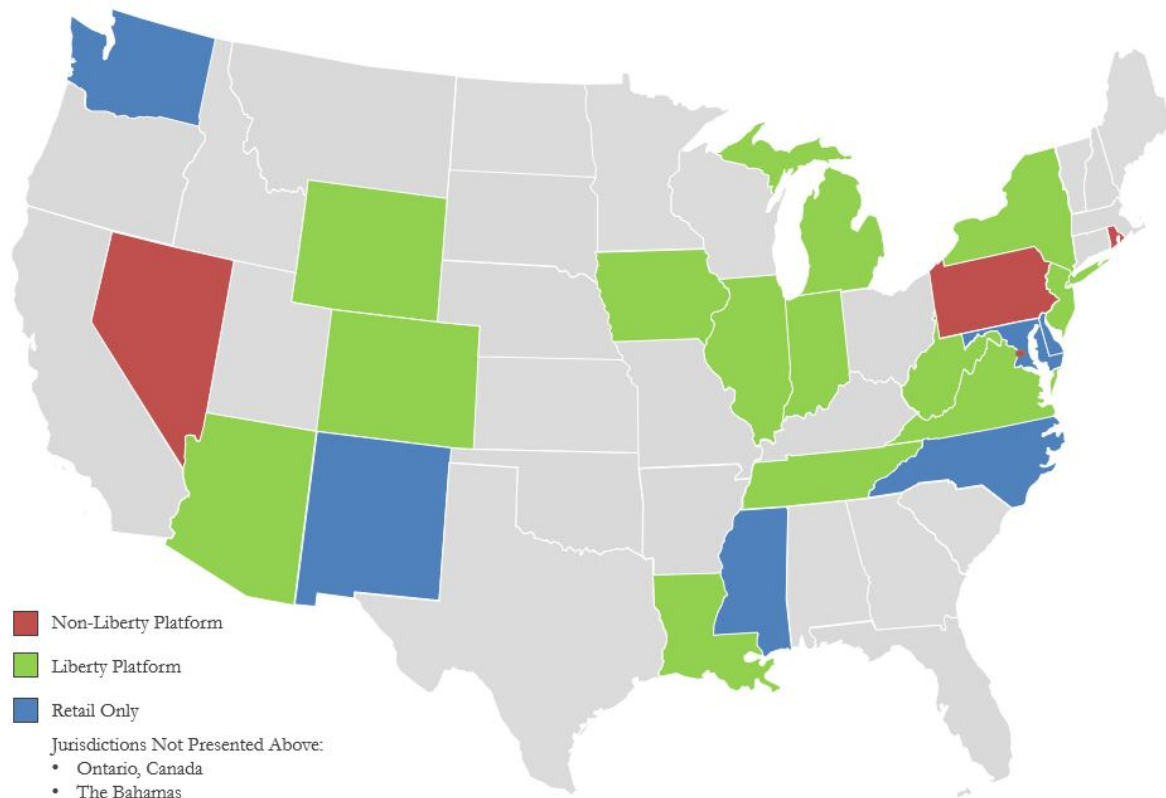 Non-Liberty Platform
Liberty Platform
Retail Only
Jurisdictions Not Presented Above:
• Ontario, Canada
• The Bahamas